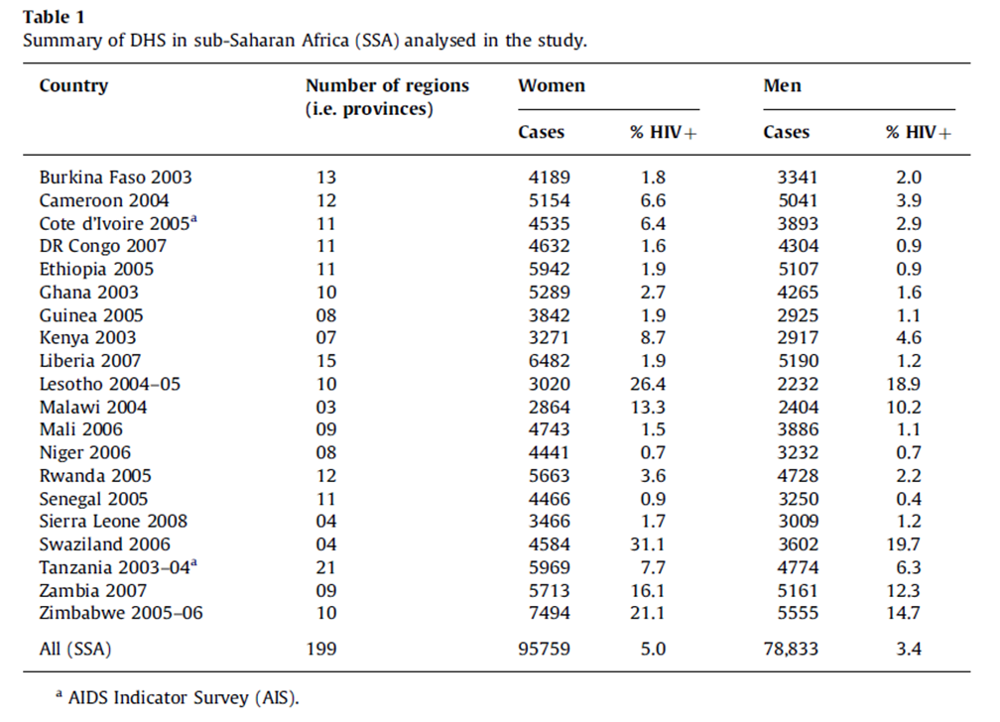 Table 1
Summary of DHS in sub-Saharan Africa (SSA) analysed in the study.
Country Number of regions (i.e. provinces) Women Men
Cases % HIV+ Cases % HIV+
Burkina Faso 2003 13 4189 1.8 3341 2.0
Cameroon 2004 12 5154 6.6 5041 3.9
Cote d'Ivoire 2005ᵃ 11 4535 6.4 3893 2.9
DR Congo 2007 11 4632 1.6 4304 0.9
Ethiopia 2005 11 5942 1.9 5107 0.9
Ghana 2003 10 5289 2.7 4265 1.6
Guinea 2005 08 3842 1.9 2925 1.1
Kenya 2003 07 3271 8.7 2917 4.6
Liberia 2007 15 6482 1.9 5190 1.2
Lesotho 2004–05 10 3020 26.4 2232 18.9
Malawi 2004 03 2864 13.3 2404 10.2
Mali 2006 09 4743 1.5 3886 1.1
Niger 2006 08 4441 0.7 3232 0.7
Rwanda 2005 12 5663 3.6 4728 2.2
Senegal 2005 11 4466 0.9 3250 0.4
Sierra Leone 2008 04 3466 1.7 3009 1.2
Swaziland 2006 04 4584 31.1 3602 19.7
Tanzania 2003–04ᵃ 21 5969 7.7 4774 6.3
Zambia 2007 09 5713 16.1 5161 12.3
Zimbabwe 2005–06 10 7494 21.1 5555 14.7
All (SSA) 199 95759 5.0 78,833 3.4
ᵃ AIDS Indicator Survey (AIS).